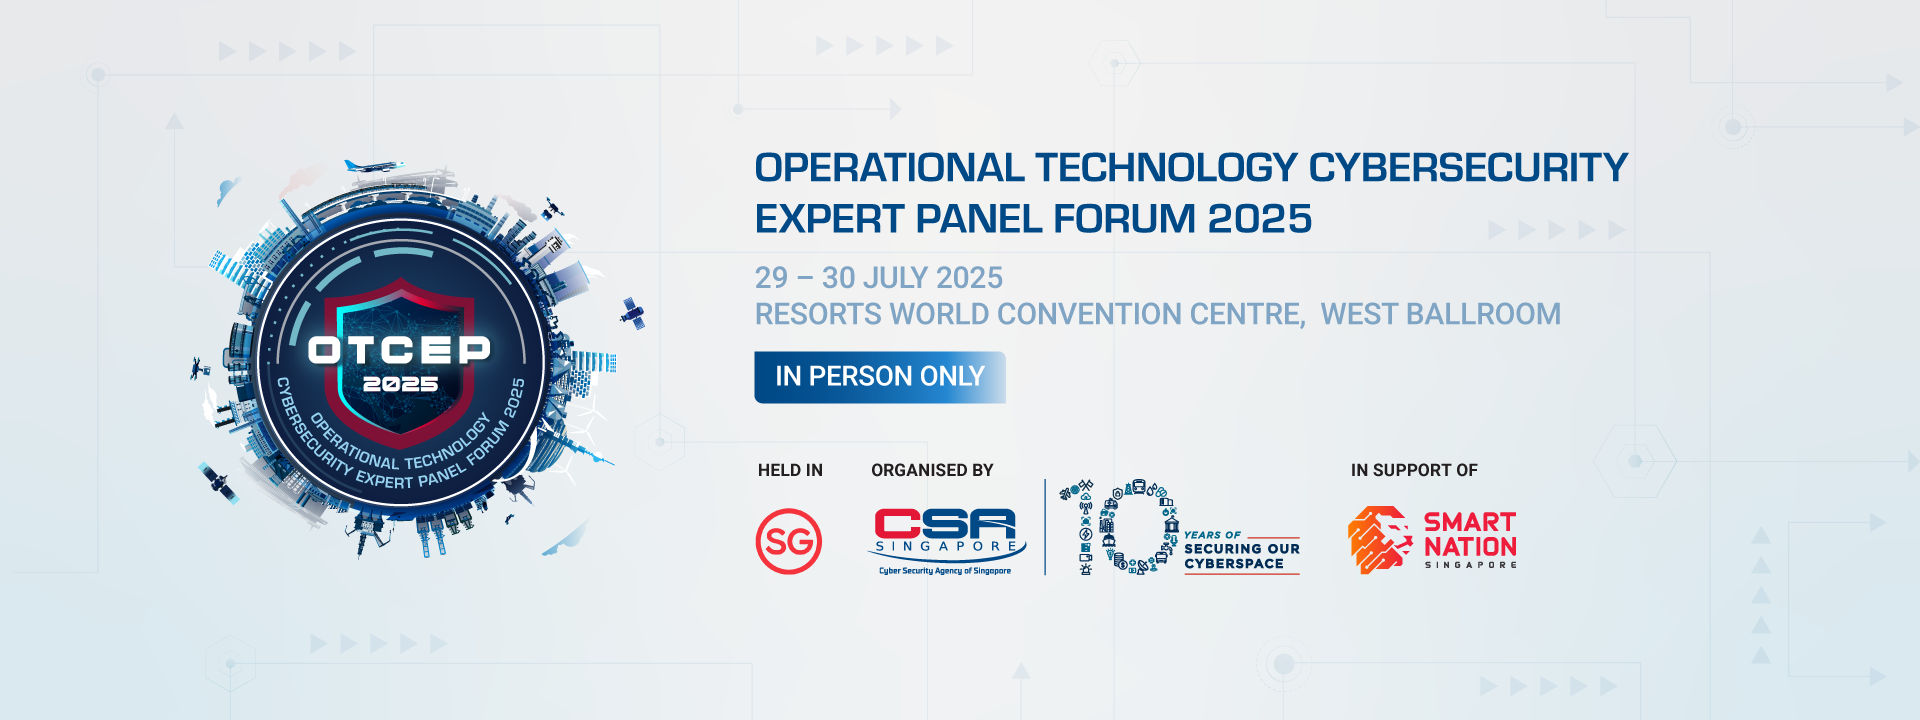 OTCEP
2025
OPERATIONAL TECHNOLOGY
CYBERSECURITY EXPERT PANEL FORUM 2025
OPERATIONAL TECHNOLOGY CYBERSECURITY
EXPERT PANEL FORUM 2025
29 – 30 JULY 2025
RESORTS WORLD CONVENTION CENTRE, WEST BALLROOM
IN PERSON ONLY
HELD IN
SG
ORGANISED BY
CSA
SINGAPORE
Cyber Security Agency of Singapore
10
YEARS OF
SECURING OUR
CYBERSPACE
IN SUPPORT OF
SMART
NATION
SINGAPORE